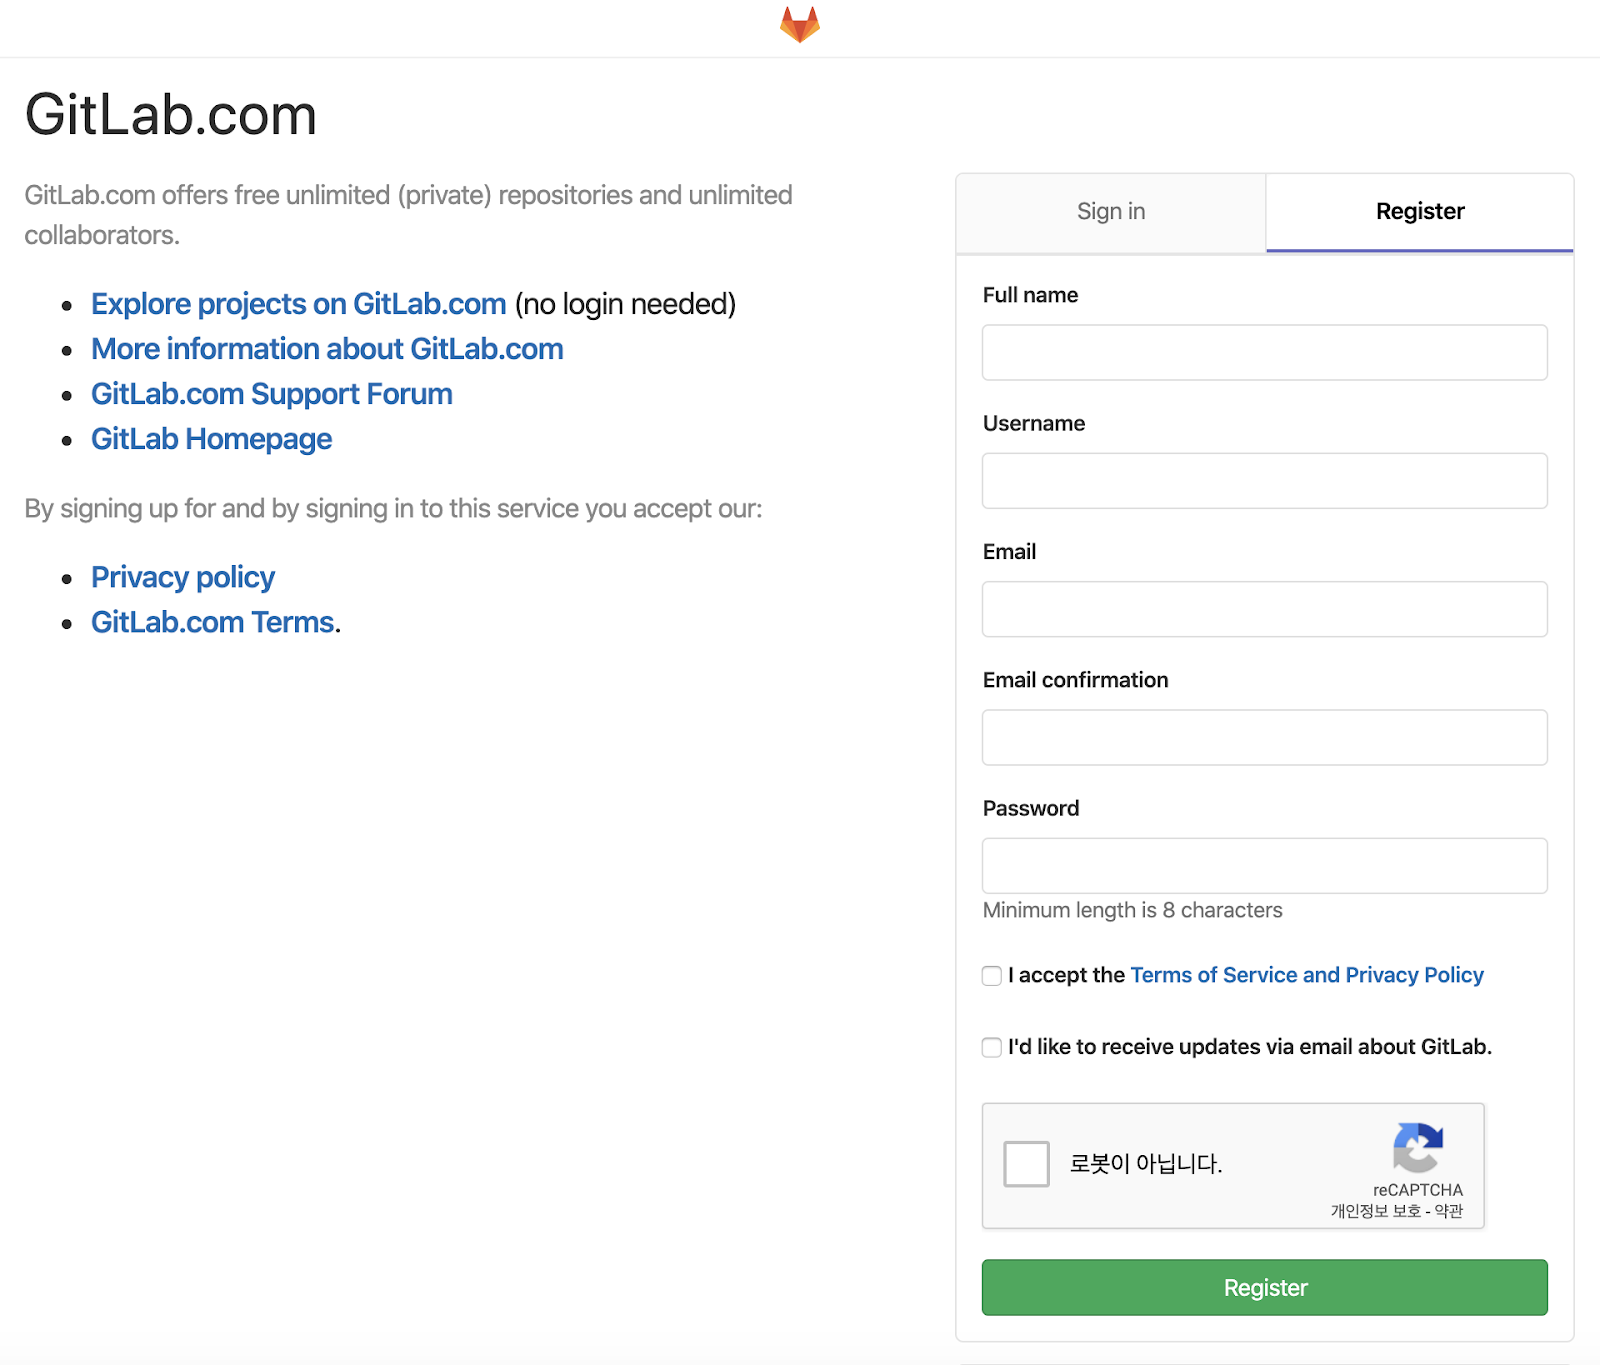 GitLab.com
GitLab.com offers free unlimited (private) repositories and unlimited
collaborators.
Explore projects on GitLab.com (no login needed)
More information about GitLab.com
GitLab.com Support Forum
GitLab Homepage
By signing up for and by signing in to this service you accept our:
Privacy policy
GitLab.com Terms.
Sign in
Register
Full name
Username
Email
Email confirmation
Password
Minimum length is 8 characters
I accept the Terms of Service and Privacy Policy
I'd like to receive updates via email about GitLab.
로봇이 아닙니다.
reCAPTCHA
개인정보 보호 - 약관
Register